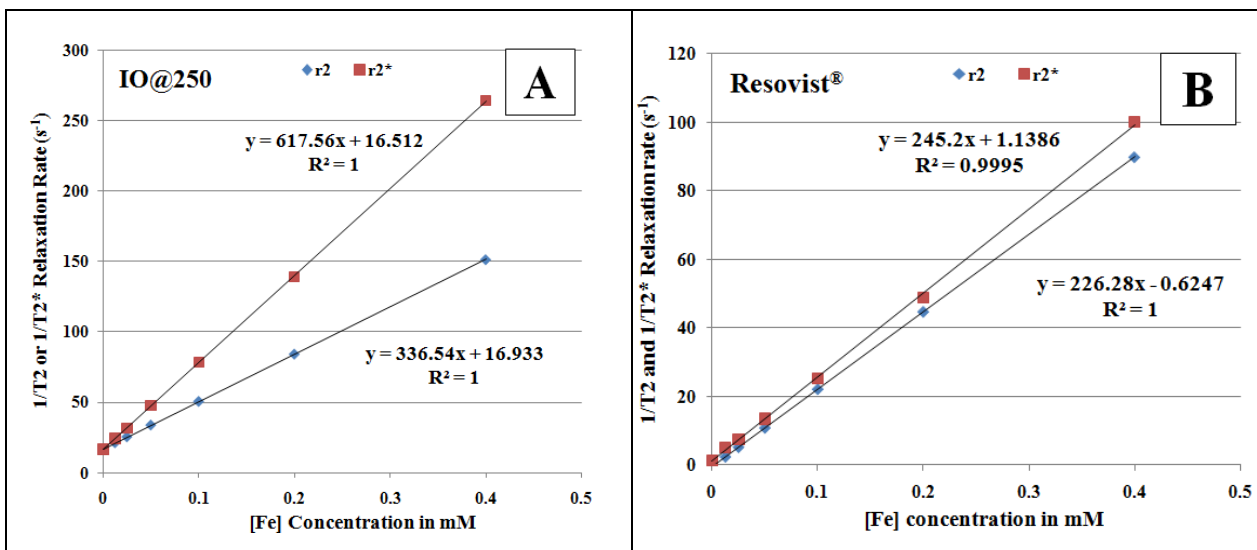 IO@250
r2 r2*
A
y = 617.56x + 16.512
R² = 1
y = 336.54x + 16.933
R² = 1
1/T2 or 1/T2* Relaxation Rate (s⁻¹)
300
250
200
150
100
50
0
0 0.1 0.2 0.3 0.4 0.5
[Fe] Concentration in mM
Resovist®
r2 r2*
B
y = 245.2x + 1.1386
R² = 0.9995
y = 226.28x - 0.6247
R² = 1
1/T2 and 1/T2* Relaxation rate (s⁻¹)
120
100
80
60
40
20
0
0 0.1 0.2 0.3 0.4 0.5
[Fe] concentration in mM